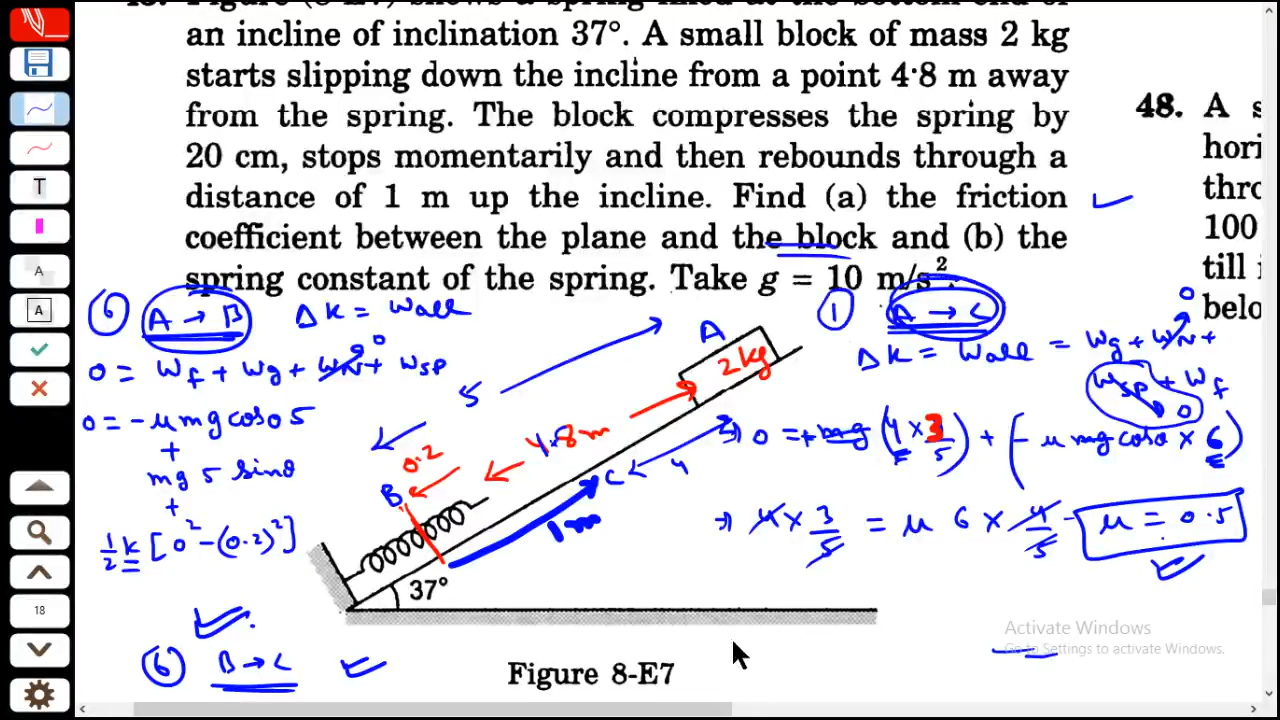 an incline of inclination 37°. A small block of mass 2 kg
starts slipping down the incline from a point 4·8 m away
from the spring. The block compresses the spring by
20 cm, stops momentarily and then rebounds through a
distance of 1 m up the incline. Find (a) the friction
coefficient between the plane and the block and (b) the
spring constant of the spring. Take g = 10 m/s².
48. A s
hori
thro
100
till i
belo
A → B ΔK = Wall
0 = Wf + Wg + WN + Wsp
0 = -μmg cosθ 5
+
mg 5 sinθ
+
1/2 k [0² - (0.2)²]
B → C
5
A
2kg
4.8m
0.2
B
C
4
1m
37°
① A → C
ΔK = Wall = Wg + WN +
Wsp + Wf
0
⇒ 0 = +mg (4 × 3/5) + (- μmg cosθ × 6)
⇒ 4 × 3/5 = μ 6 × 4/5
μ = 0.5
Figure 8-E7
Activate Windows
Go to Settings to activate Windows.
T
A
A
18